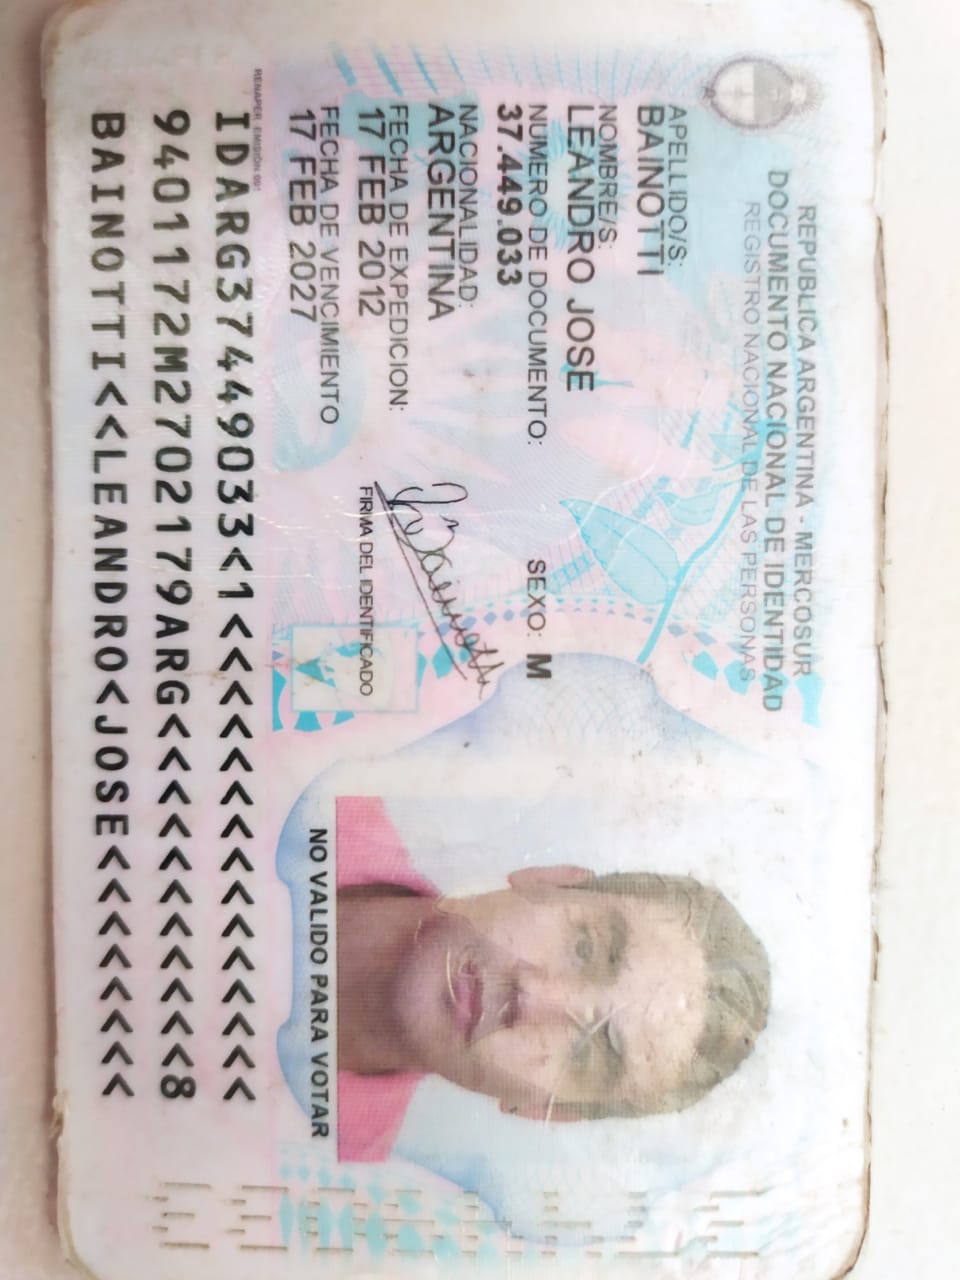 REPUBLICA ARGENTINA - MERCOSUR
DOCUMENTO NACIONAL DE IDENTIDAD
REGISTRO NACIONAL DE LAS PERSONAS
APELLIDO/S:
BAINOTTI
NOMBRE/S:
LEANDRO JOSE
NUMERO DE DOCUMENTO: SEXO: M
37.449.033
NACIONALIDAD:
ARGENTINA
FECHA DE EXPEDICION:
17 FEB 2012
FIRMA DEL IDENTIFICADO
FECHA DE VENCIMIENTO
17 FEB 2027
NO VALIDO PARA VOTAR
RENAPER EMISIÓN 001
IDARG37449033<1<<<<<<<<<<<<<<<
9401172M2702179ARG<<<<<<<<<<<8
BAINOTTI<<LEANDRO<JOSE<<<<<<<<